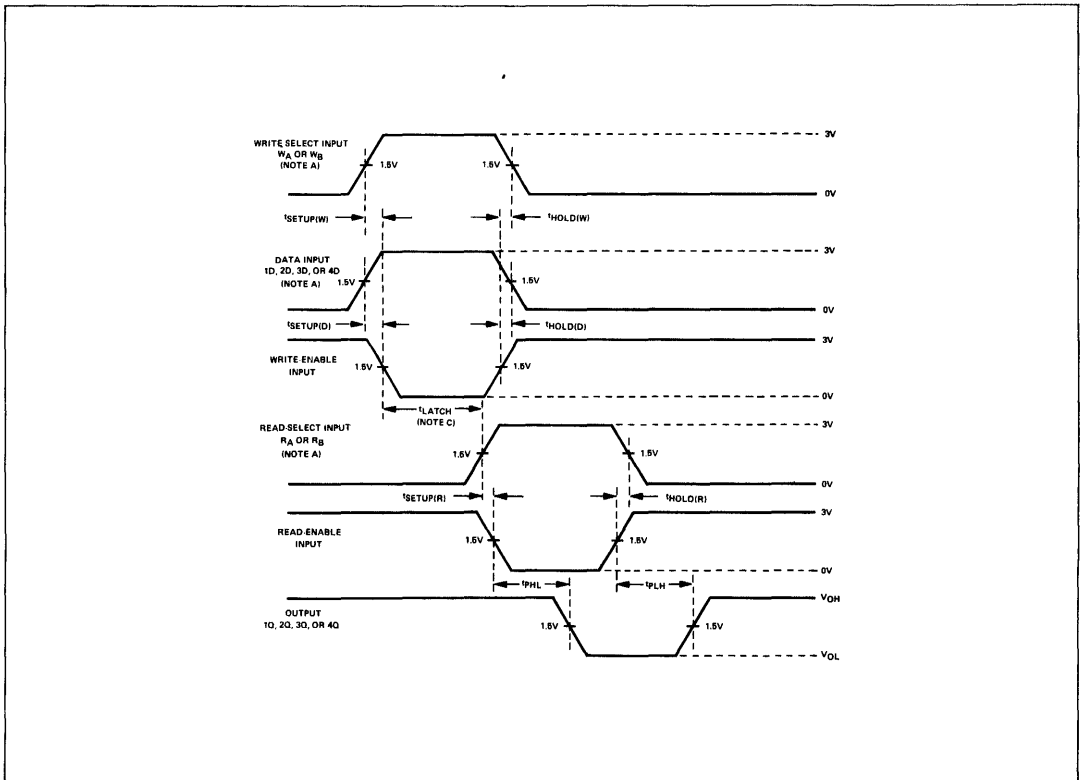 WRITE SELECT INPUT
WA OR WB
(NOTE A)
1.5V
1.5V
3V
0V
tSETUP(W)
tHOLD(W)
DATA INPUT
1D, 2D, 3D, OR 4D
(NOTE A)
1.5V
1.5V
3V
0V
tSETUP(D)
tHOLD(D)
WRITE-ENABLE
INPUT
1.5V
1.5V
3V
0V
tLATCH
(NOTE C)
READ-SELECT INPUT
RA OR RB
(NOTE A)
1.5V
1.5V
3V
0V
tSETUP(R)
tHOLD(R)
READ-ENABLE
INPUT
1.5V
1.5V
3V
0V
tPHL
tPLH
OUTPUT
1Q, 2Q, 3Q, OR 4Q
1.5V
1.5V
VOH
VOL